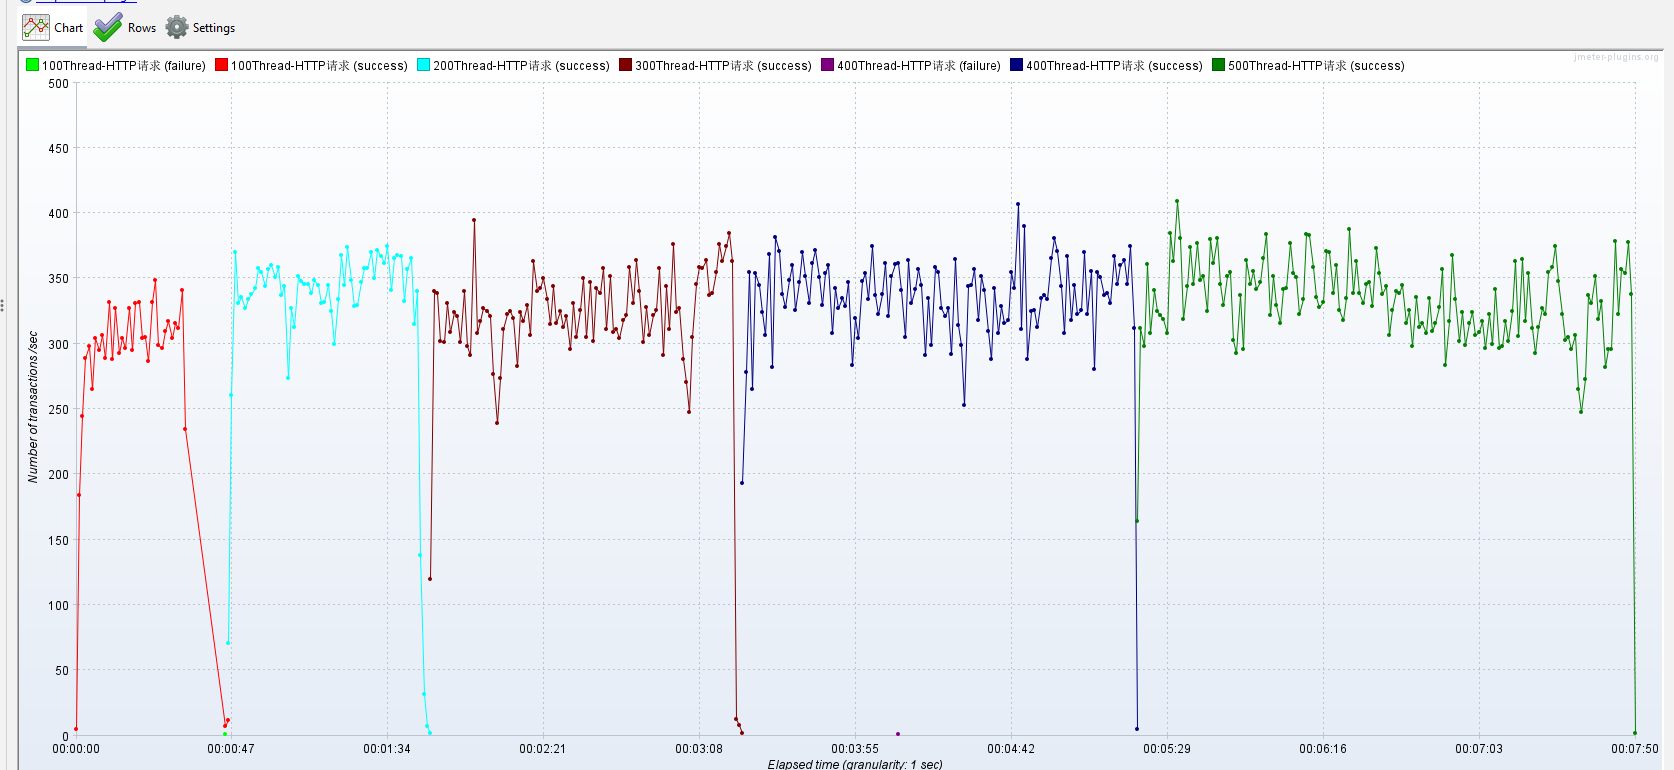 Chart Rows Settings
100Thread-HTTP请求 (failure) 100Thread-HTTP请求 (success) 200Thread-HTTP请求 (success) 300Thread-HTTP请求 (success) 400Thread-HTTP请求 (failure) 400Thread-HTTP请求 (success) 500Thread-HTTP请求 (success)
jmeter-plugins.org
500
450
400
350
300
250
200
150
100
50
0
Number of transactions /sec
00:00:00 00:00:47 00:01:34 00:02:21 00:03:08 00:03:55 00:04:42 00:05:29 00:06:16 00:07:03 00:07:50
Elapsed time (granularity: 1 sec)